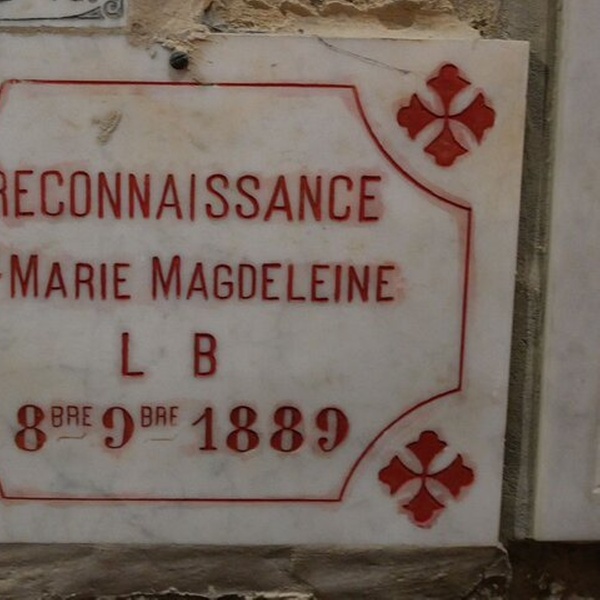 RECONNAISSANCE
MARIE MAGDELEINE
L B
8BRE 9BRE 1889